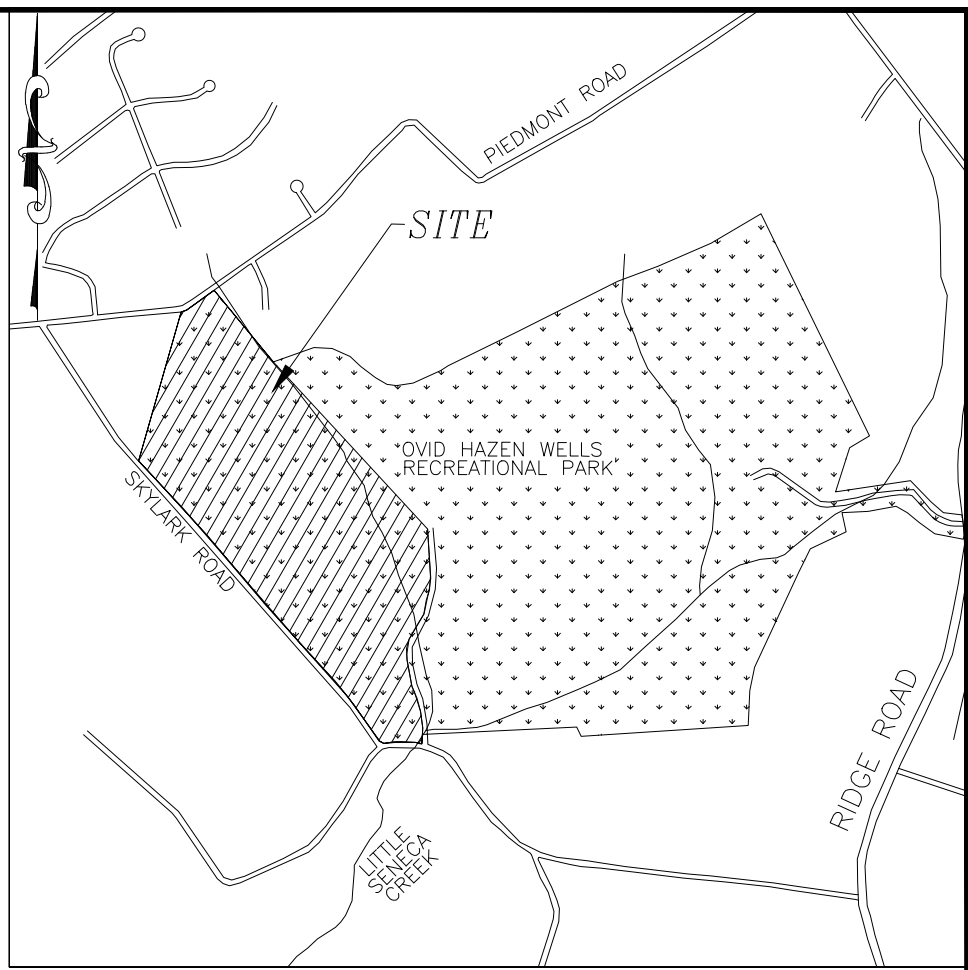 PIEDMONT ROAD
SITE
OVID HAZEN WELLS
RECREATIONAL PARK
SKYLARK ROAD
RIDGE ROAD
LITTLE
SENECA
CREEK